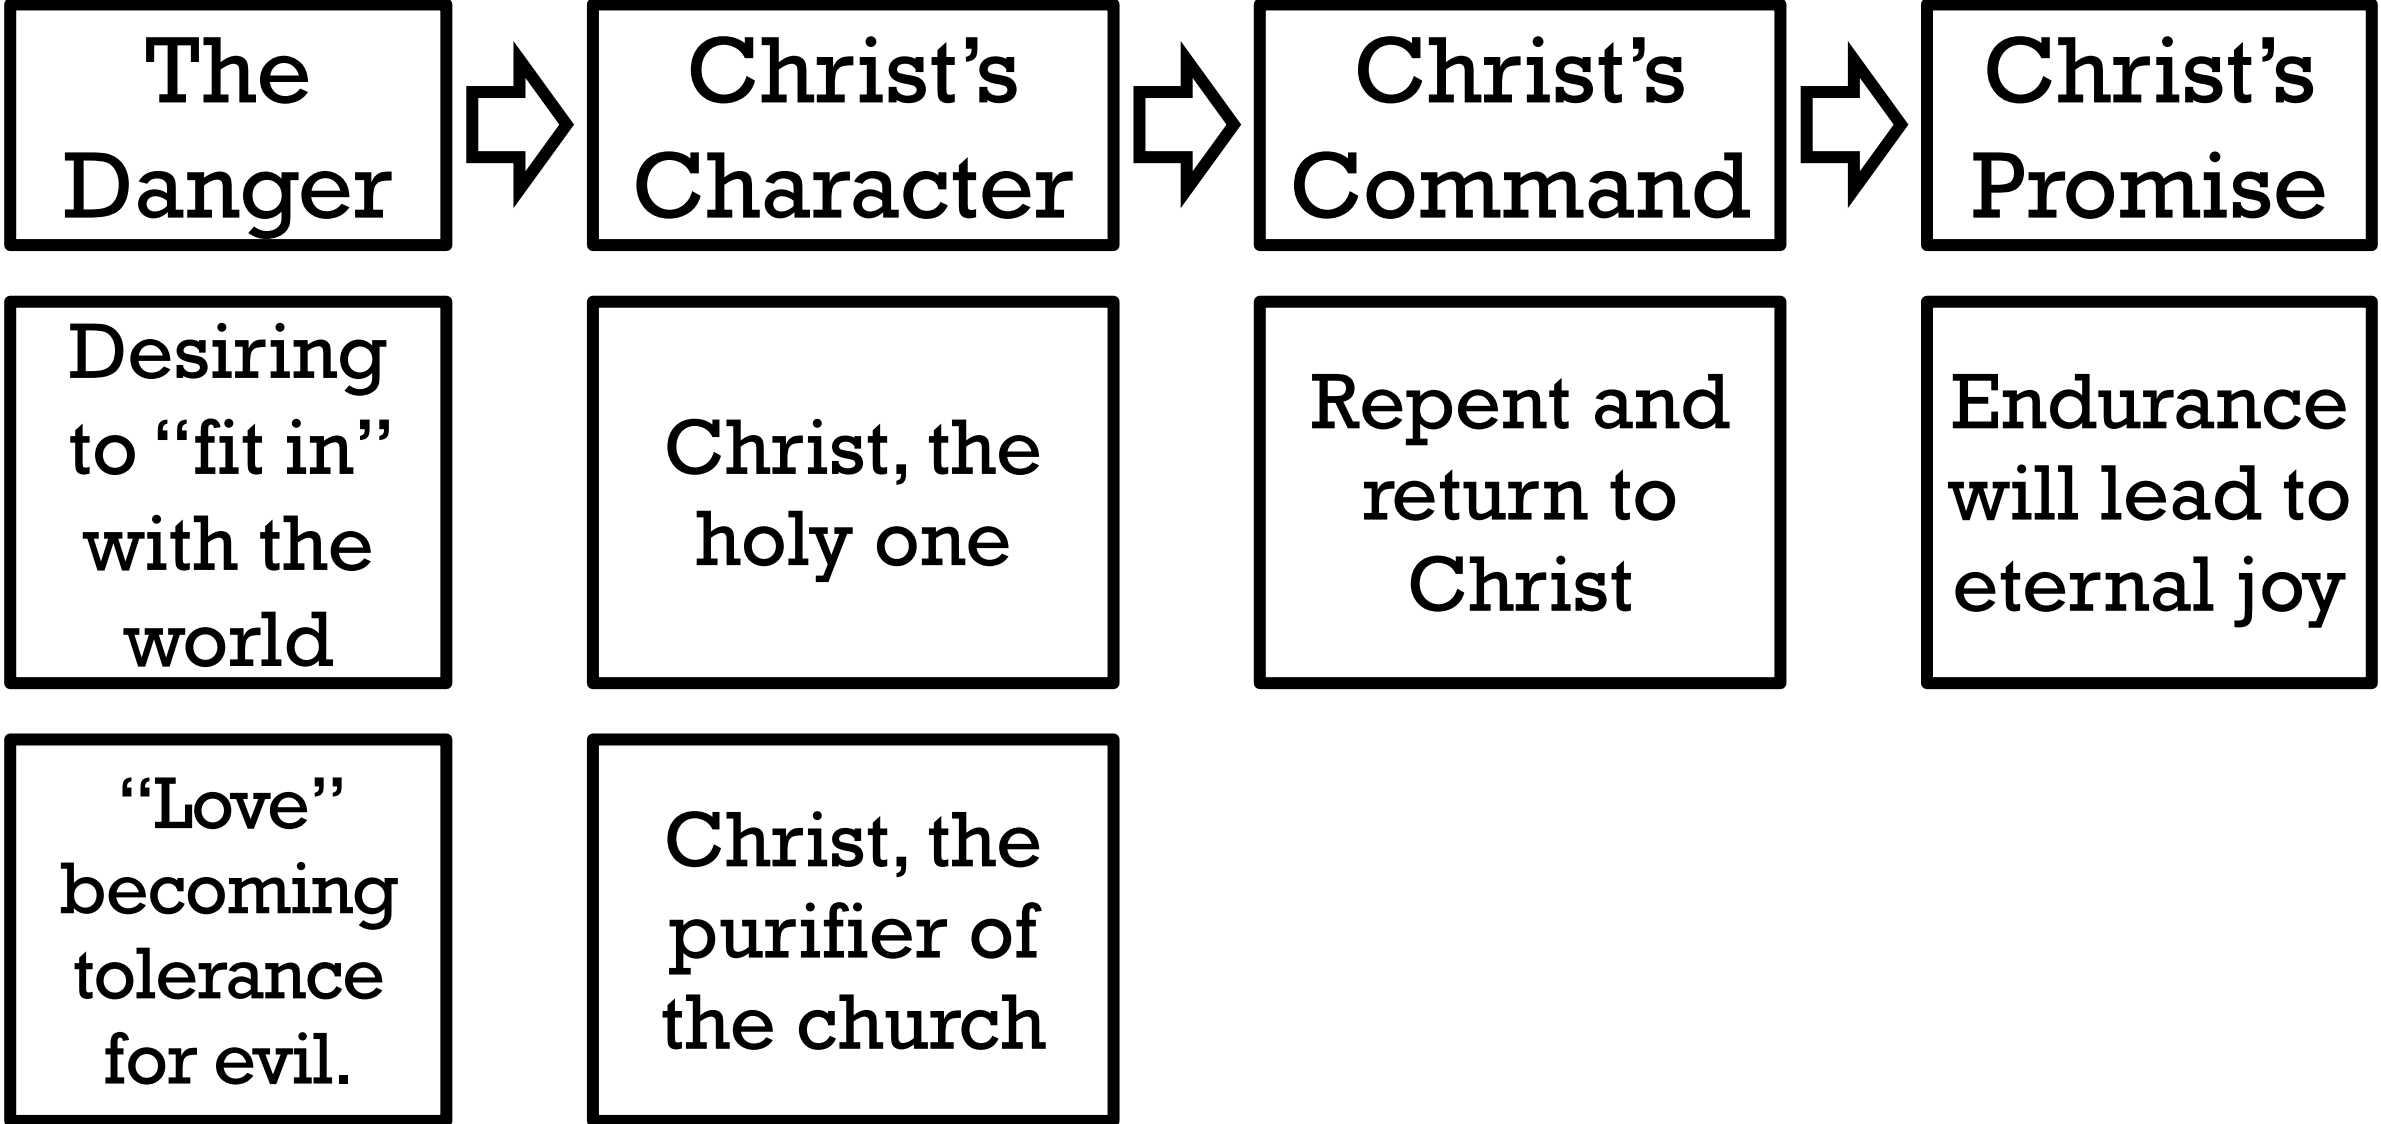 The
Danger
Christ’s
Character
Christ’s
Command
Christ’s
Promise
Desiring
to “fit in”
with the
world
Christ, the
holy one
Repent and
return to
Christ
Endurance
will lead to
eternal joy
“Love”
becoming
tolerance
for evil.
Christ, the
purifier of
the church